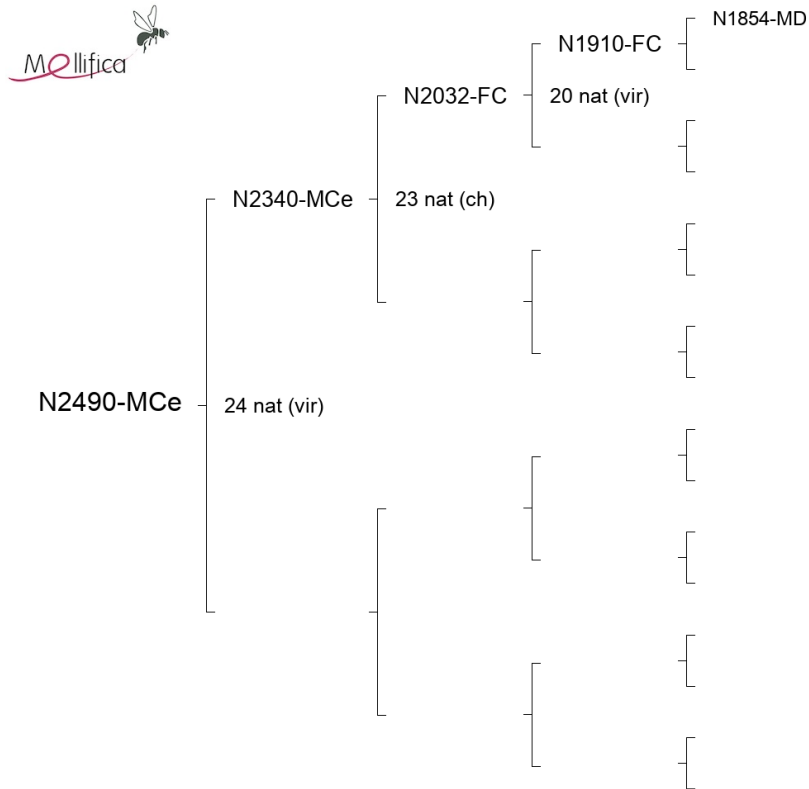 Mellifica
N1854-MD
N1910-FC
N2032-FC
20 nat (vir)
N2340-MCe
23 nat (ch)
N2490-MCe
24 nat (vir)